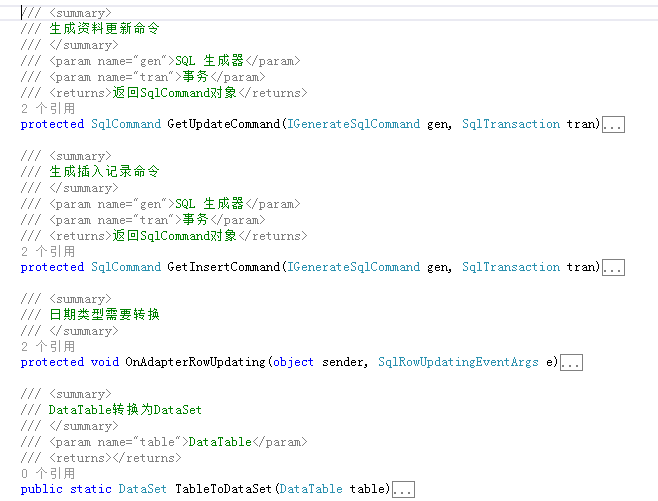 /// <summary>
/// 生成资料更新命令
/// </summary>
/// <param name="gen">SQL 生成器</param>
/// <param name="tran">事务</param>
/// <returns>返回SqlCommand对象</returns>
2 个引用
protected SqlCommand GetUpdateCommand(IGenerateSqlCommand gen, SqlTransaction tran)...
/// <summary>
/// 生成插入记录命令
/// </summary>
/// <param name="gen">SQL 生成器</param>
/// <param name="tran">事务</param>
/// <returns>返回SqlCommand对象</returns>
2 个引用
protected SqlCommand GetInsertCommand(IGenerateSqlCommand gen, SqlTransaction tran)...
/// <summary>
/// 日期类型需要转换
/// </summary>
2 个引用
protected void OnAdapterRowUpdating(object sender, SqlRowUpdatingEventArgs e)...
/// <summary>
/// DataTable转换为DataSet
/// </summary>
/// <param name="table">DataTable</param>
/// <returns></returns>
0 个引用
public static DataSet TableToDataSet(DataTable table)...